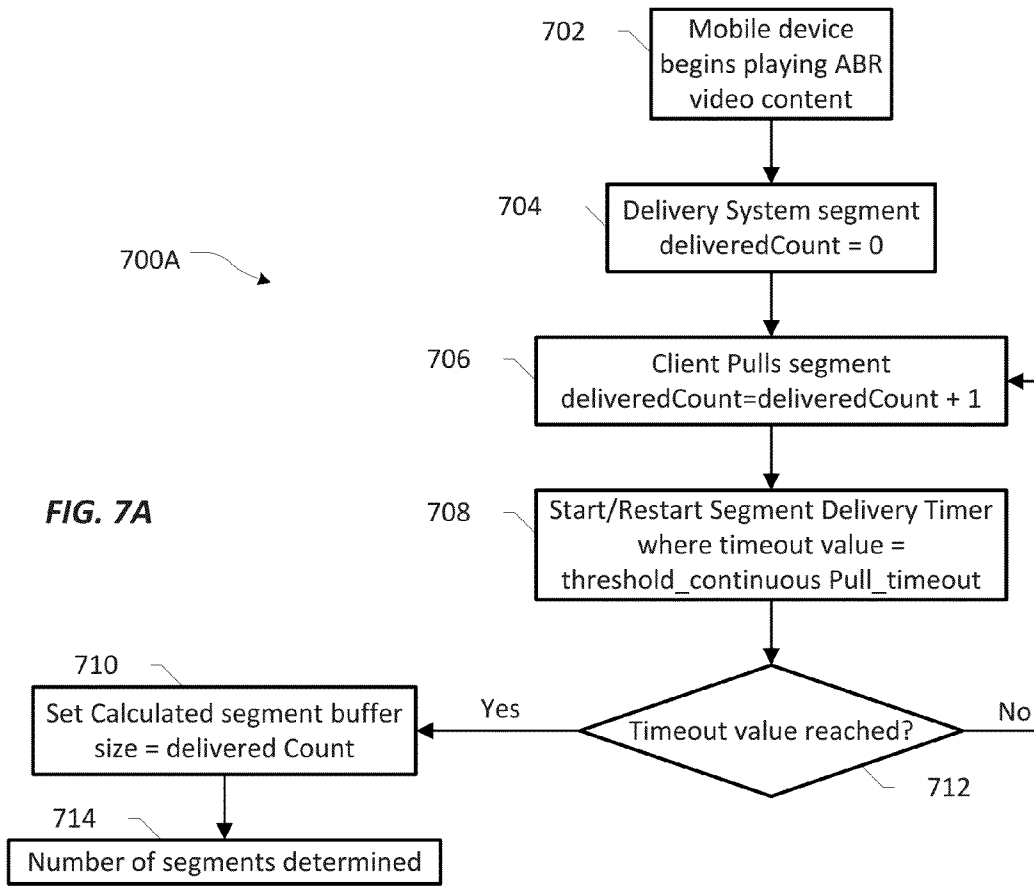 702
Mobile device
begins playing ABR
video content
704
Delivery System segment
deliveredCount = 0
700A
706
Client Pulls segment
deliveredCount=deliveredCount + 1
FIG. 7A
708
Start/Restart Segment Delivery Timer
where timeout value =
threshold_continuous Pull_timeout
710
Set Calculated segment buffer
size = delivered Count
Yes
Timeout value reached?
No
712
714
Number of segments determined